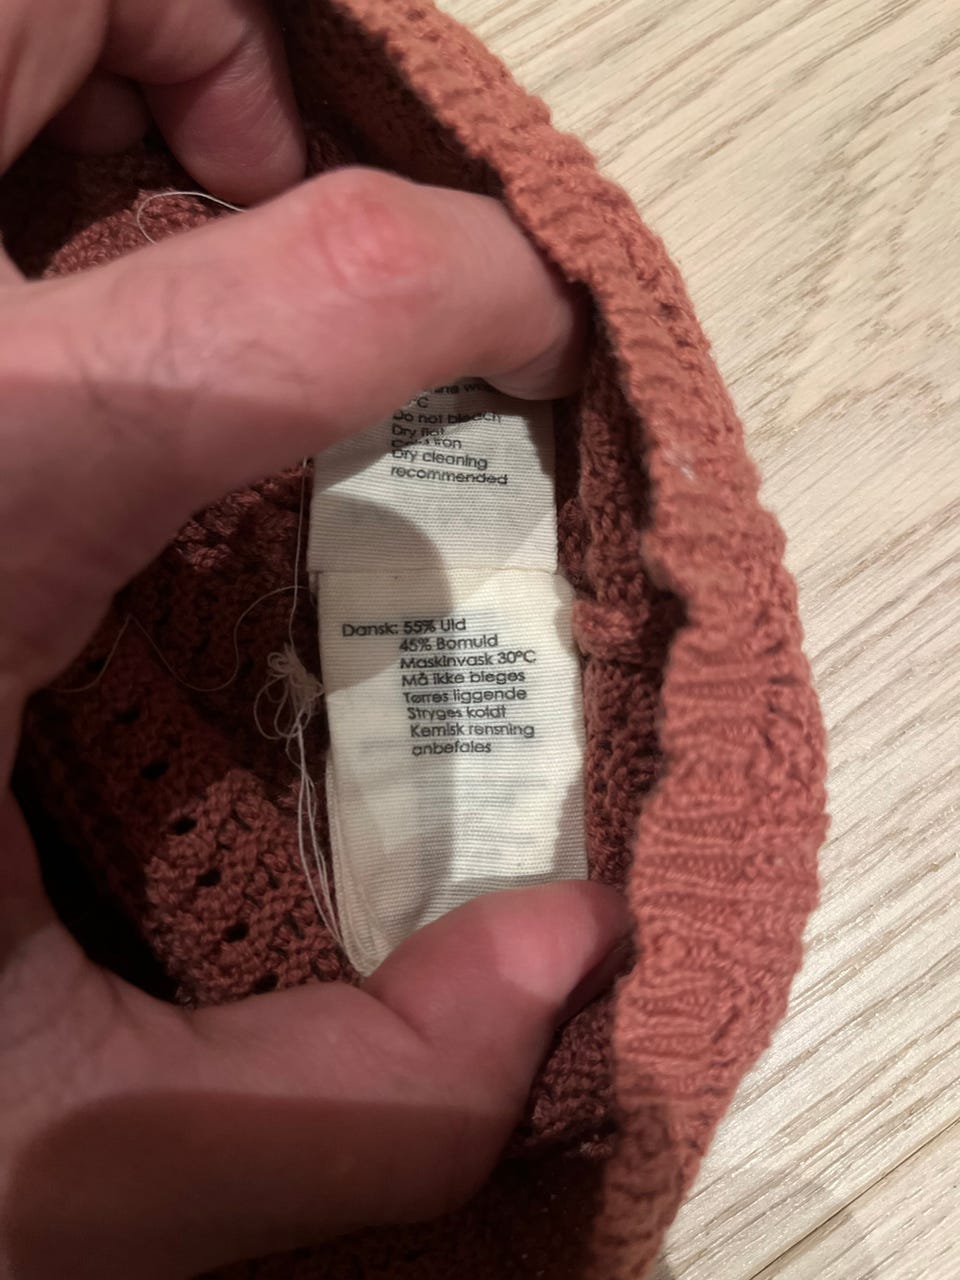 °C
Do not bleach
Dry flat
iron
Dry cleaning
recommended
Dansk: 55% Uld
45% Bomuld
Maskinvask 30°C
Må ikke bleges
Tørres liggende
Stryges koldt
Kemisk rensning
anbefales